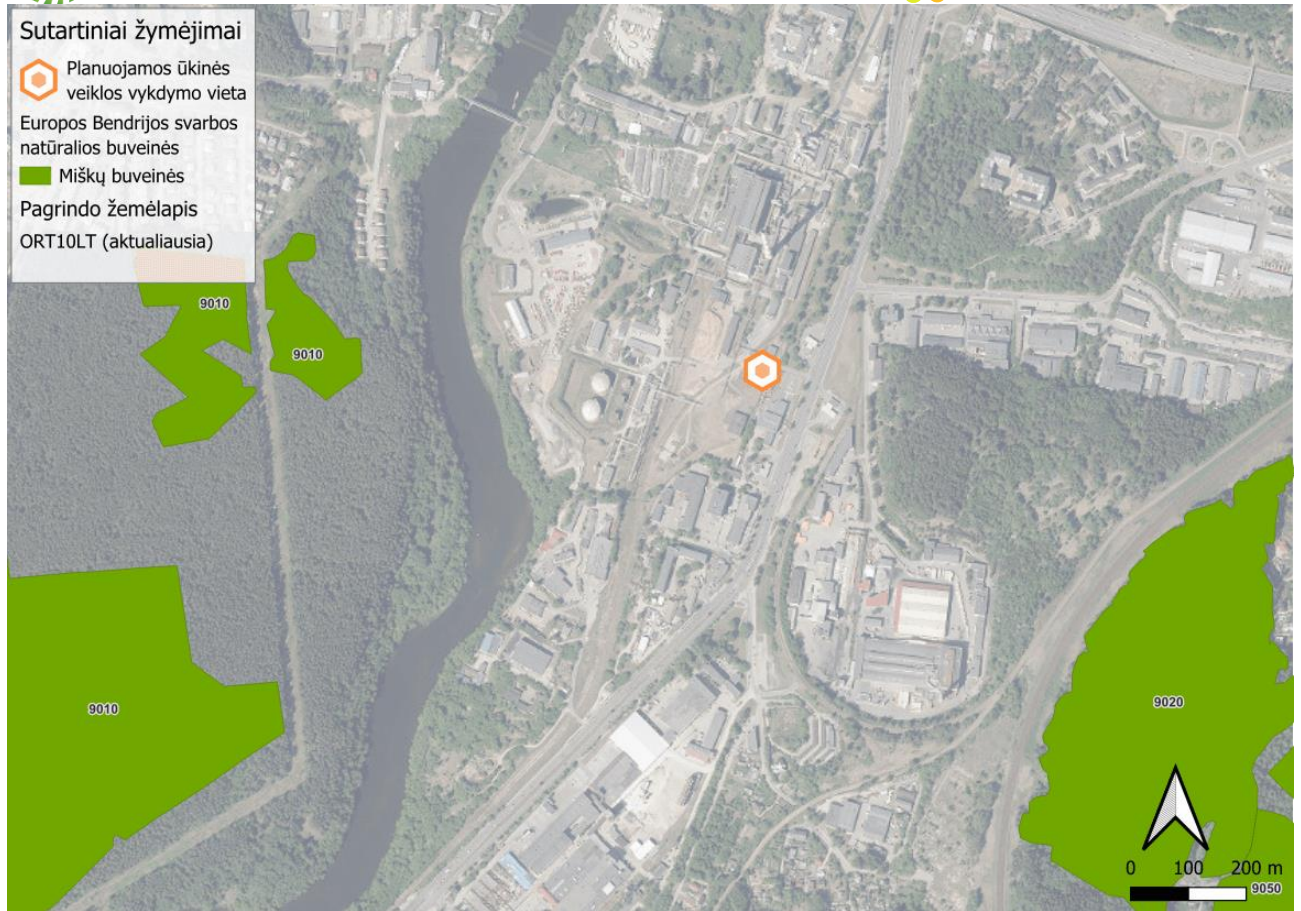 Sutartiniai žymėjimai
Planuojamos ūkinės
veiklos vykdymo vieta
Europos Bendrijos svarbos
natūralios buveinės
Miškų buveinės
Pagrindo žemėlapis
ORT10LT (aktualiausia)
9010
9010
9010
9020
0 100 200 m
9050